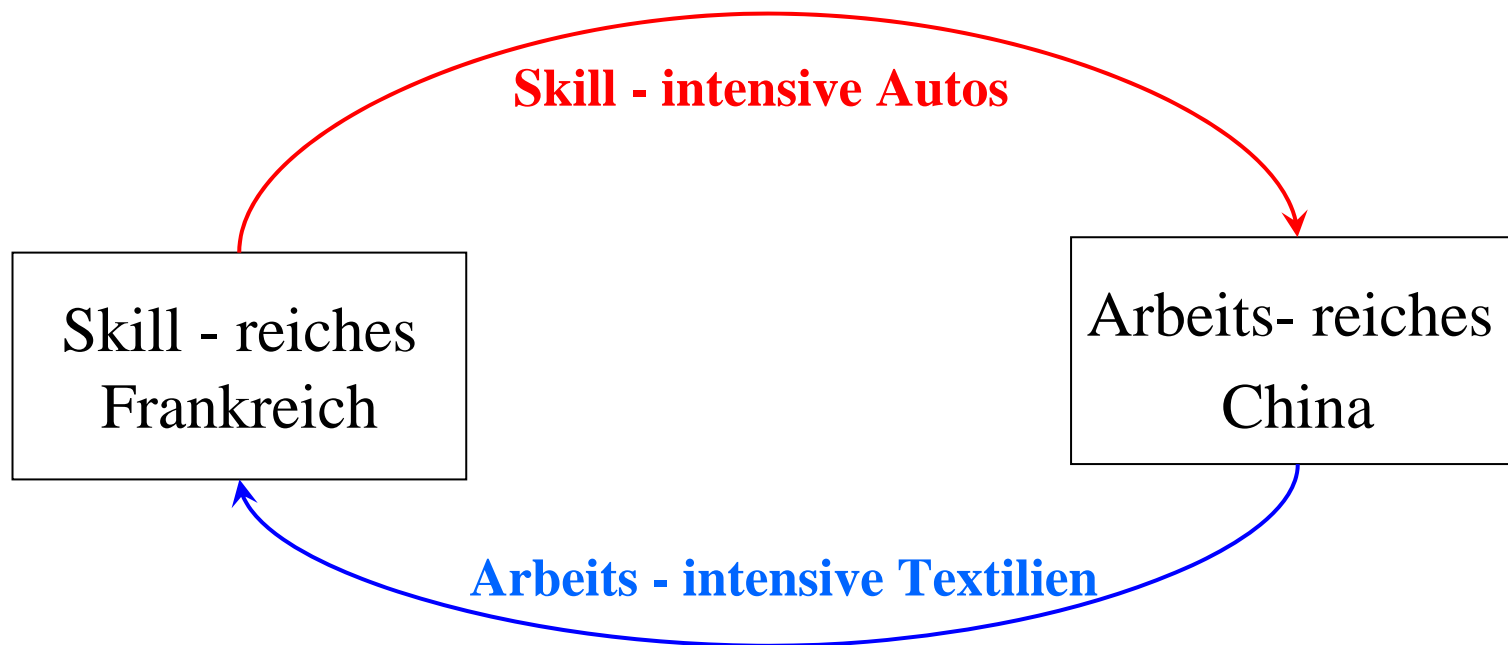 Skill - intensive Autos
Skill - reiches
Frankreich
Arbeits- reiches
China
Arbeits - intensive Textilien